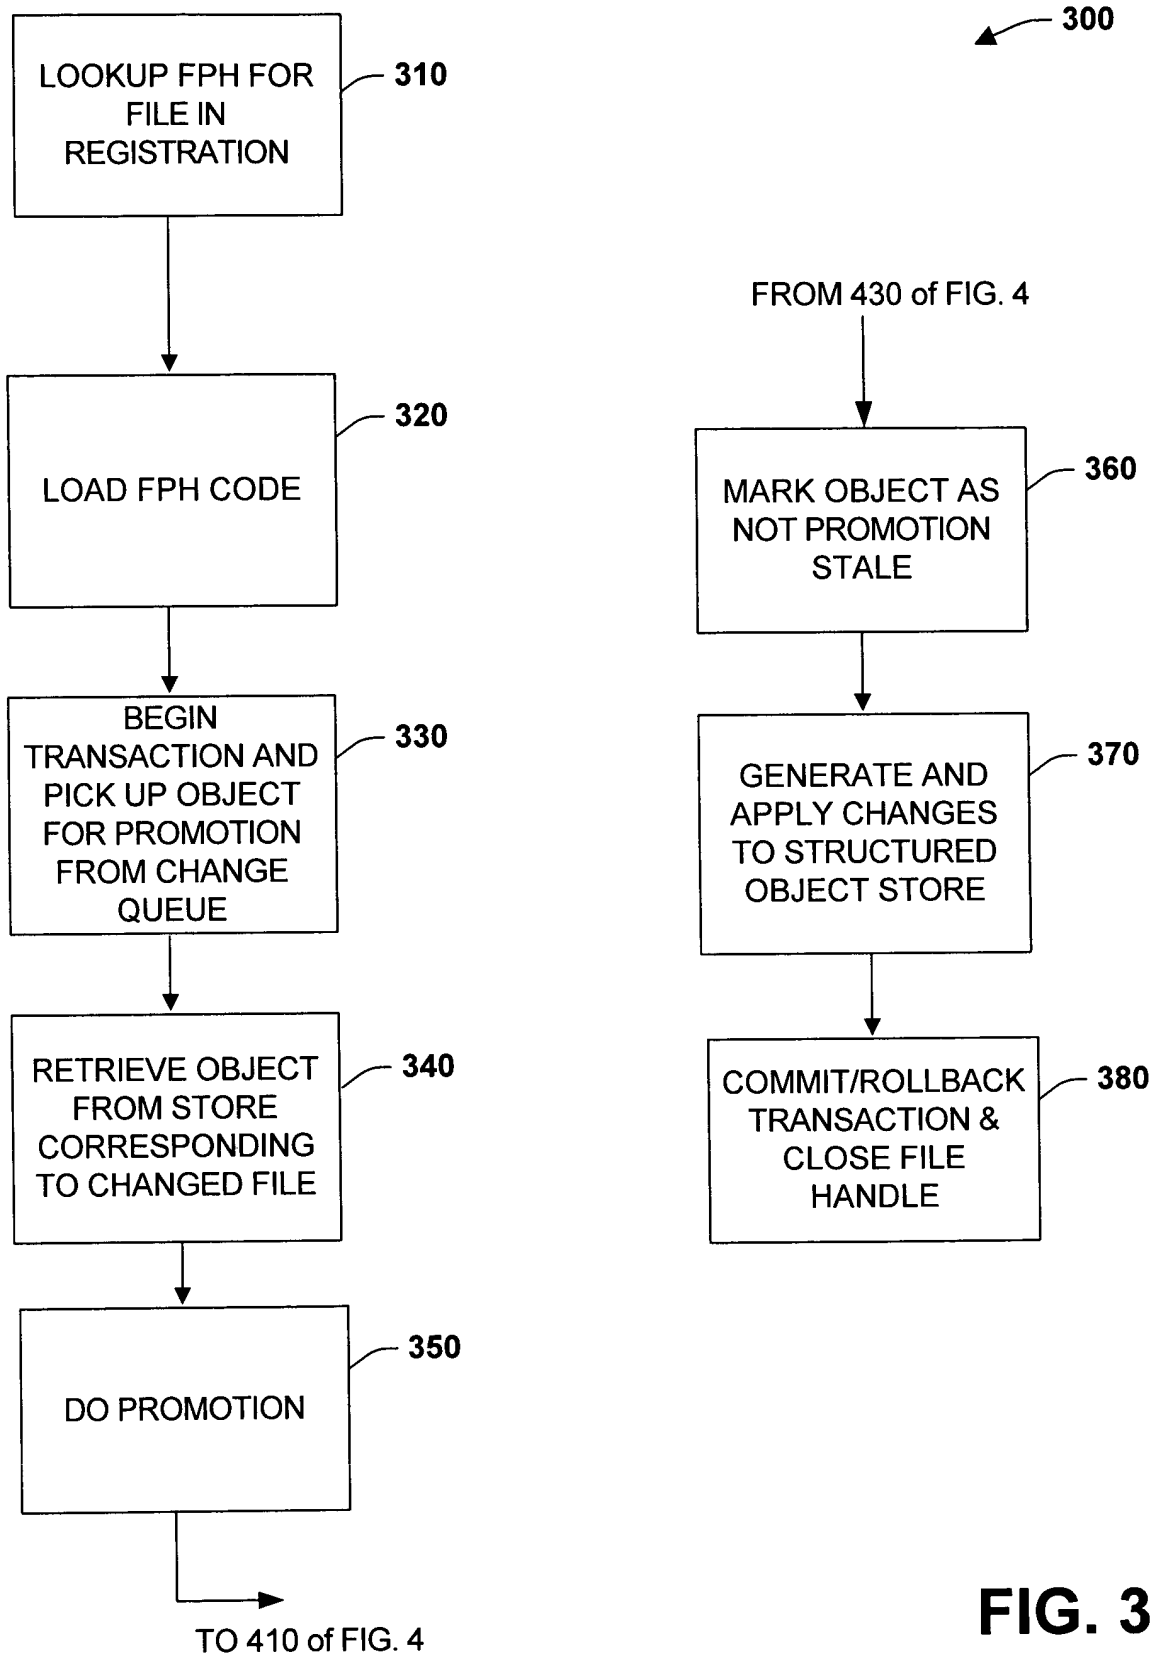 300
LOOKUP FPH FOR
FILE IN
REGISTRATION
310
LOAD FPH CODE
320
BEGIN
TRANSACTION AND
PICK UP OBJECT
FOR PROMOTION
FROM CHANGE
QUEUE
330
RETRIEVE OBJECT
FROM STORE
CORRESPONDING
TO CHANGED FILE
340
DO PROMOTION
350
TO 410 of FIG. 4
FROM 430 of FIG. 4
MARK OBJECT AS
NOT PROMOTION
STALE
360
GENERATE AND
APPLY CHANGES
TO STRUCTURED
OBJECT STORE
370
COMMIT/ROLLBACK
TRANSACTION &
CLOSE FILE
HANDLE
380
FIG. 3